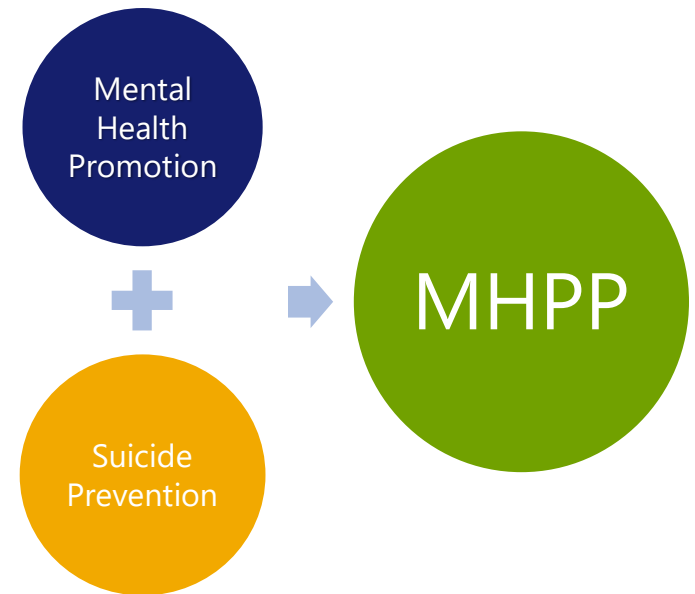 Mental
Health
Promotion
MHPP
Suicide
Prevention